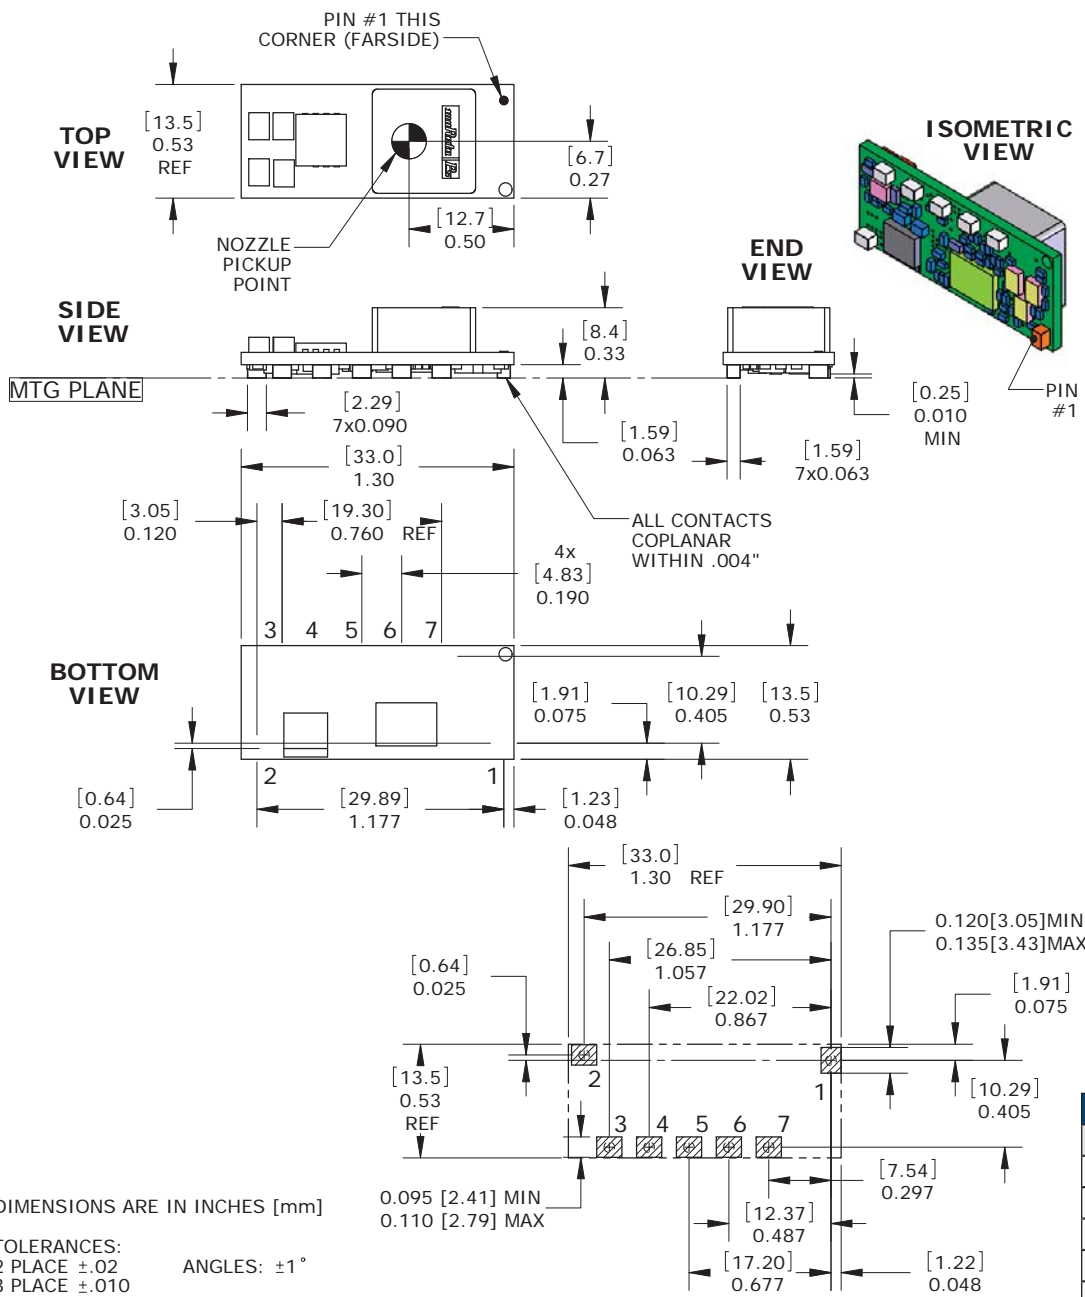 PIN #1 THIS
CORNER (FARSIDE)
TOP
VIEW
[13.5]
0.53
REF
muRata Ps
[6.7]
0.27
[12.7]
0.50
NOZZLE
PICKUP
POINT
ISOMETRIC
VIEW
END
VIEW
PIN
#1
SIDE
VIEW
[8.4]
0.33
MTG PLANE
[2.29]
7x0.090
[1.59]
0.063
[0.25]
0.010
MIN
[1.59]
7x0.063
[33.0]
1.30
[3.05]
0.120
[19.30]
0.760 REF
ALL CONTACTS
COPLANAR
WITHIN .004"
4x
[4.83]
0.190
3 4 5 6 7
BOTTOM
VIEW
[1.91]
0.075
[10.29]
0.405
[13.5]
0.53
2 1
[0.64]
0.025
[29.89]
1.177
[1.23]
0.048
[33.0]
1.30 REF
[29.90]
1.177
0.120[3.05]MIN
0.135[3.43]MAX
[26.85]
1.057
[0.64]
0.025
[22.02]
0.867
[1.91]
0.075
2
1
[13.5]
0.53
REF
[10.29]
0.405
3 4 5 6 7
0.095 [2.41] MIN
0.110 [2.79] MAX
[7.54]
0.297
[12.37]
0.487
[17.20]
0.677
[1.22]
0.048
DIMENSIONS ARE IN INCHES [mm]
TOLERANCES:
2 PLACE ±.02 ANGLES: ±1°
3 PLACE ±.010